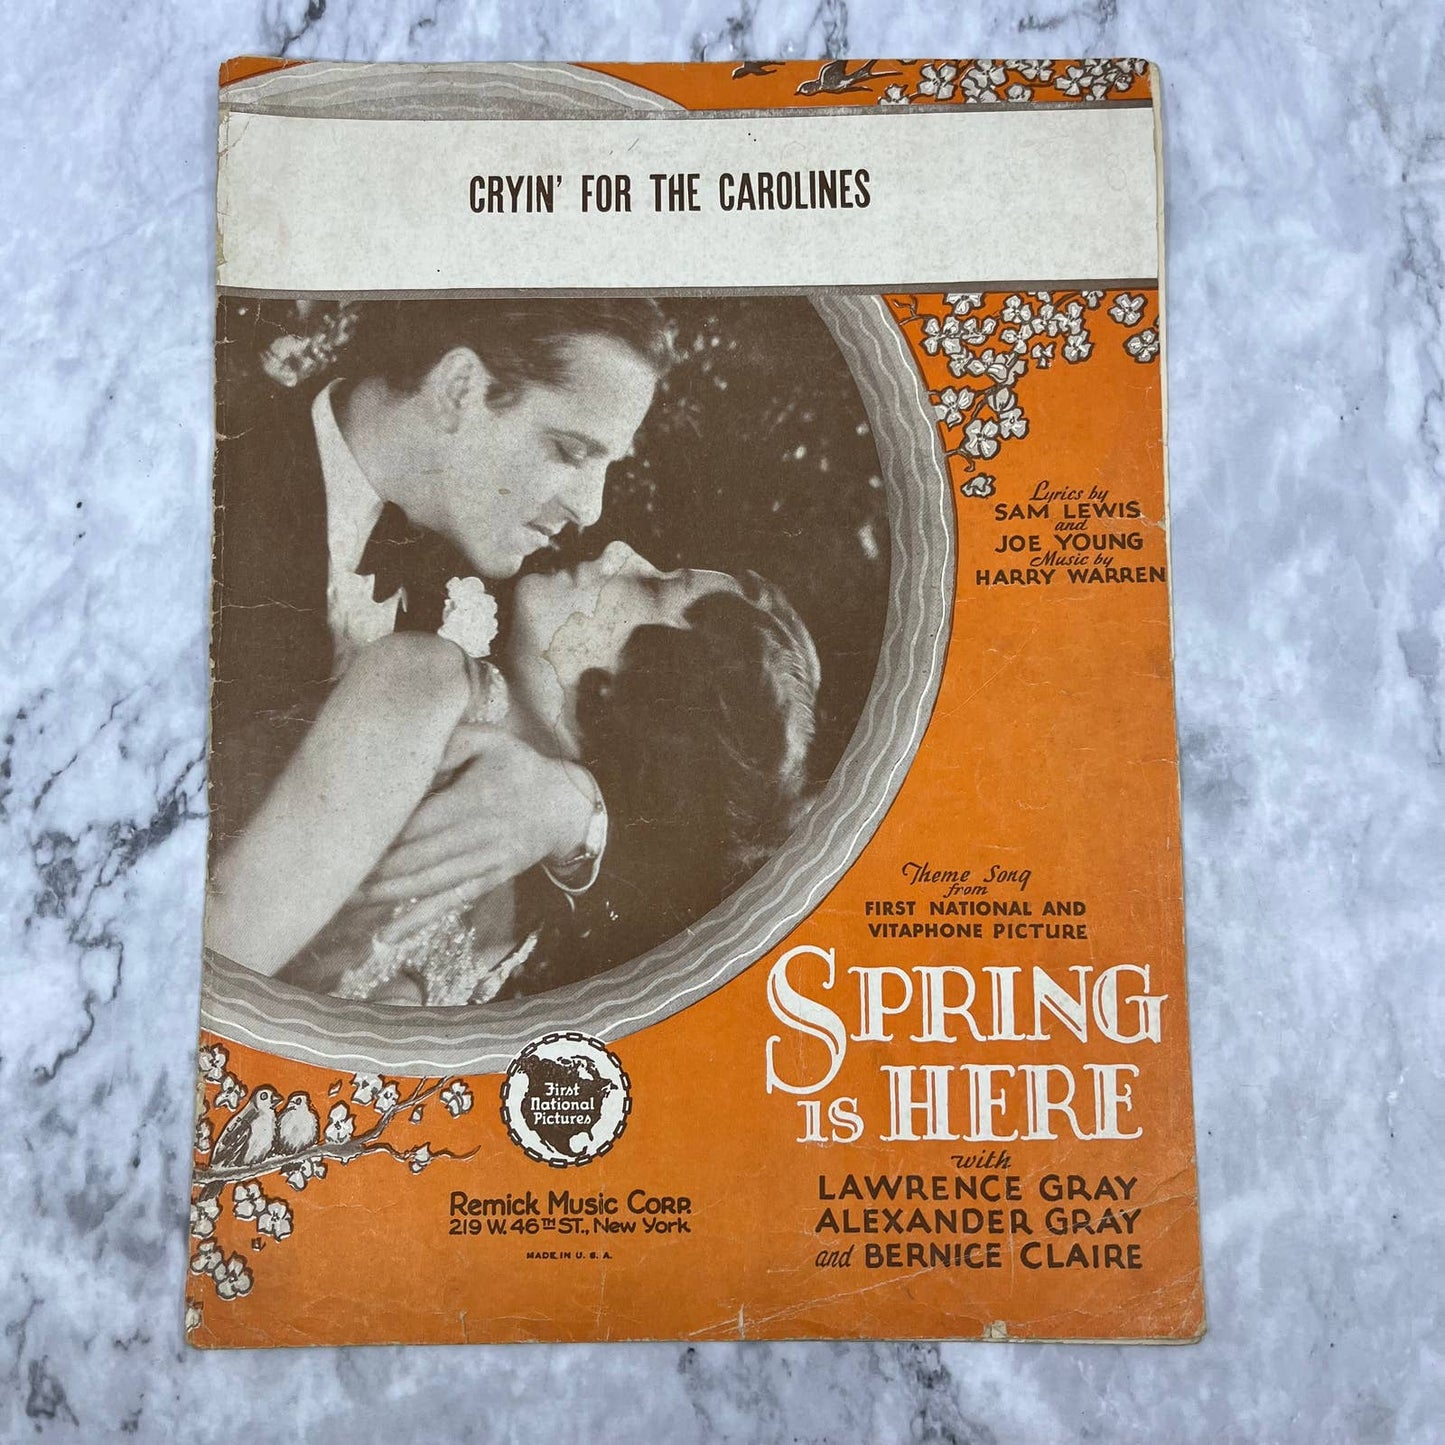 CRYIN' FOR THE CAROLINES
Lyrics by
SAM LEWIS
and
JOE YOUNG
Music by
HARRY WARREN
Theme Song
from
FIRST NATIONAL AND
VITAPHONE PICTURE
SPRING
IS HERE
with
LAWRENCE GRAY
ALEXANDER GRAY
and BERNICE CLAIRE
First
National
Pictures
Remick Music Corp.
219 W. 46TH ST., New York
MADE IN U. S. A.